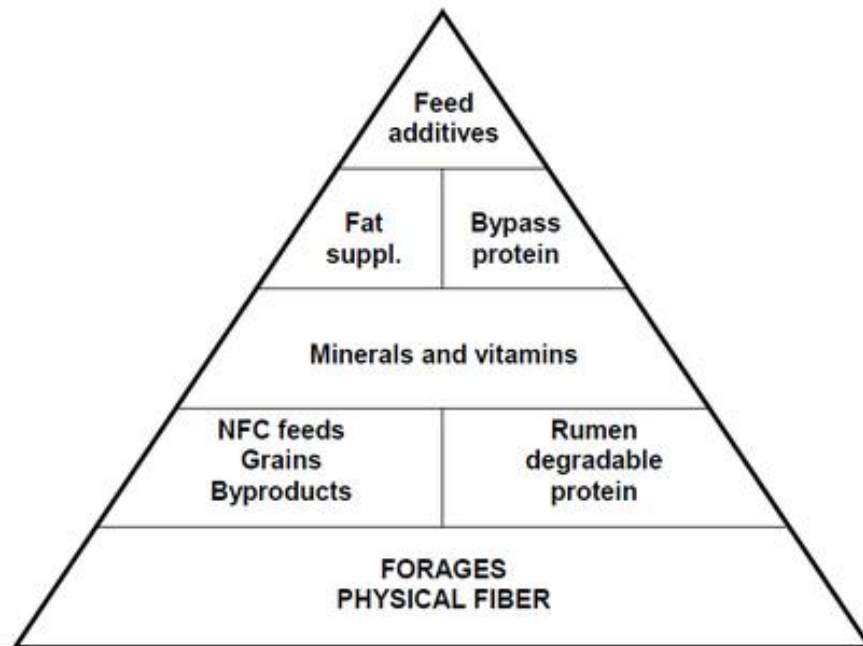 Feed
additives
Fat
suppl.
Bypass
protein
Minerals and vitamins
NFC feeds
Grains
Byproducts
Rumen
degradable
protein
FORAGES
PHYSICAL FIBER